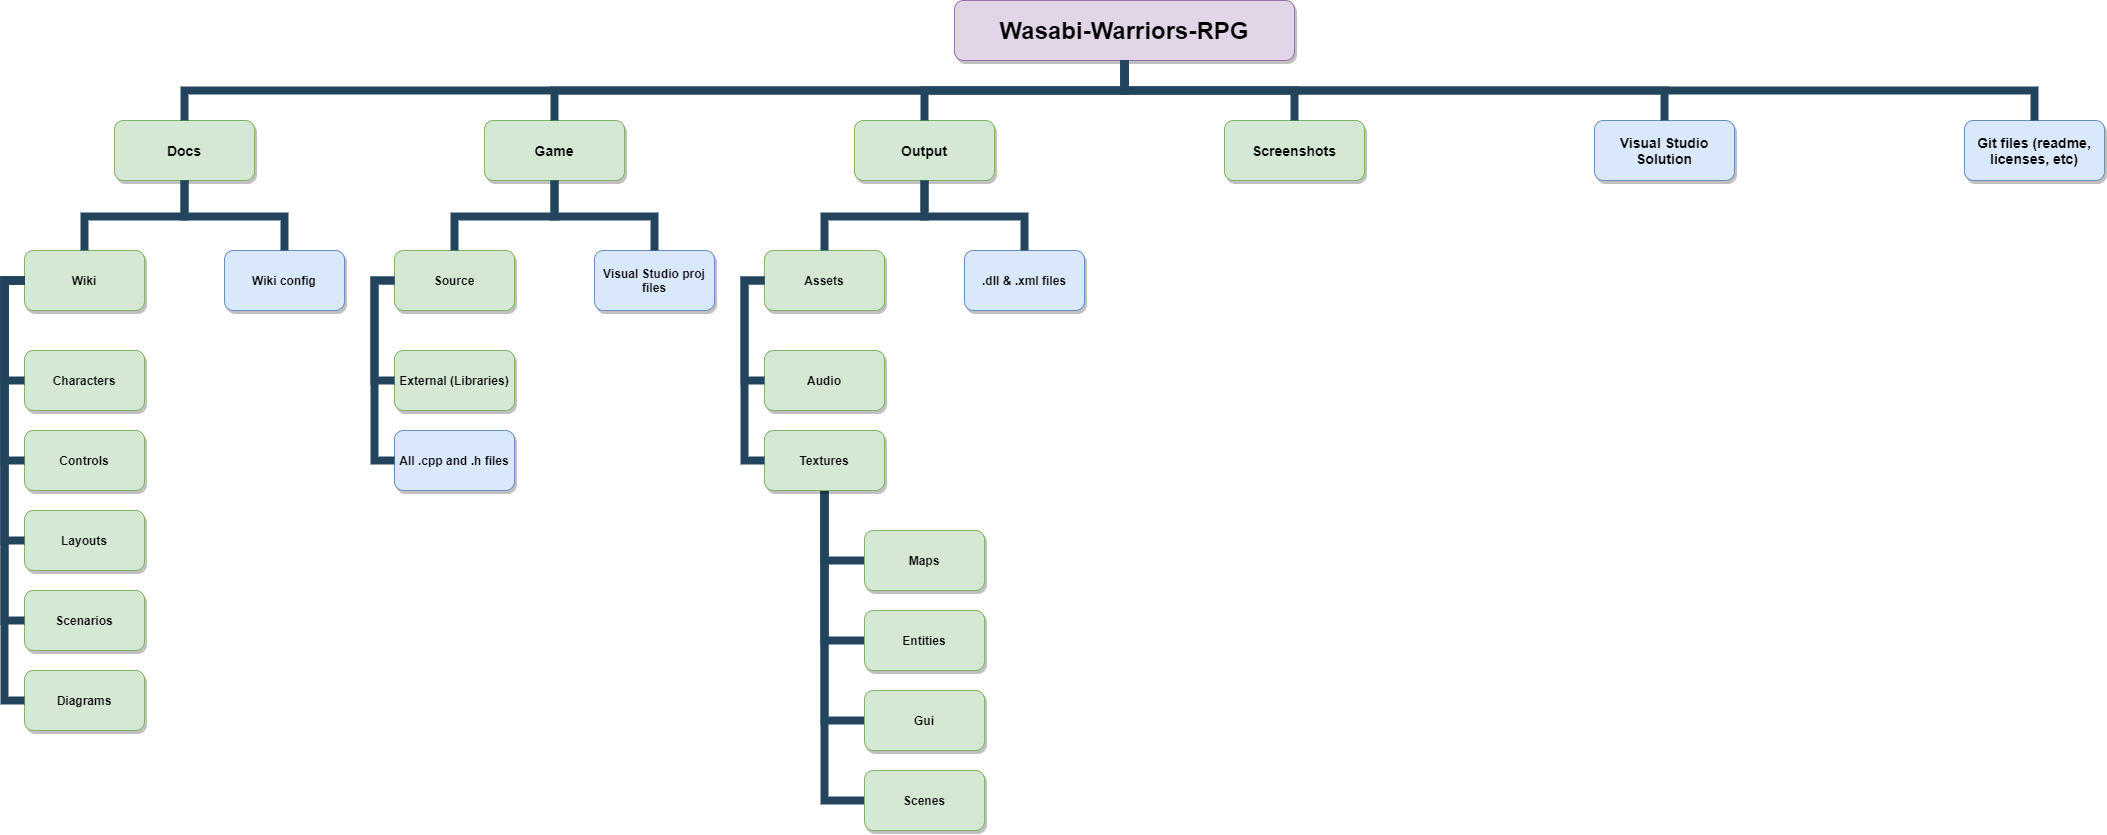 Wasabi-Warriors-RPG
Docs
Game
Output
Screenshots
Visual Studio
Solution
Git files (readme,
licenses, etc)
Wiki
Wiki config
Source
Visual Studio proj
files
Assets
.dll & .xml files
Characters
External (Libraries)
Audio
Controls
All .cpp and .h files
Textures
Layouts
Maps
Scenarios
Entities
Diagrams
Gui
Scenes